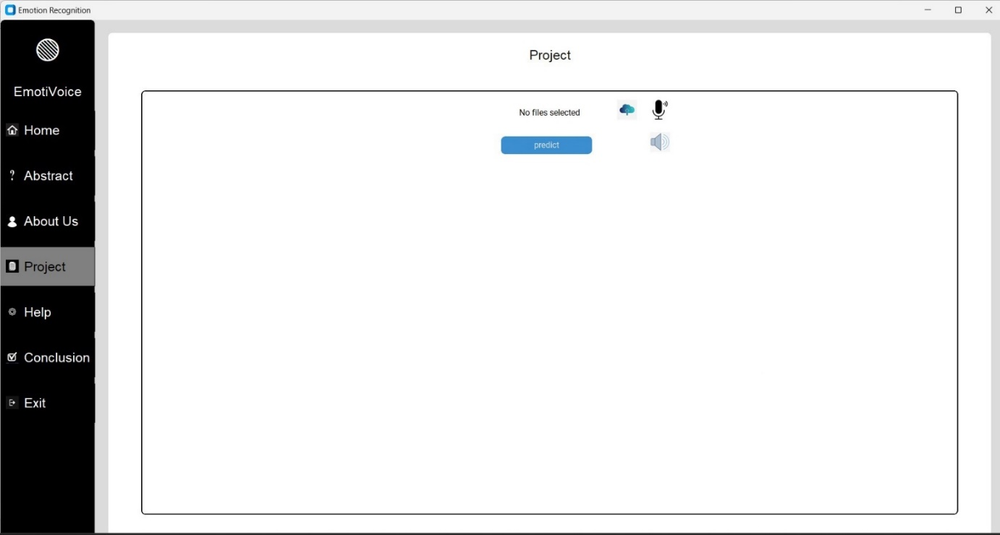 Emotion Recognition
EmotiVoice
Home
? Abstract
About Us
Project
Help
Conclusion
Exit
Project
No files selected
predict